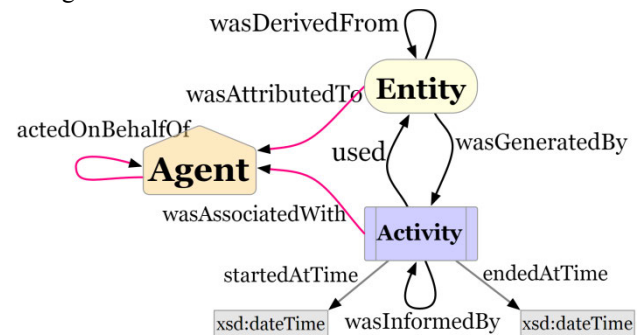 wasDerivedFrom
Entity
wasAttributedTo
actedOnBehalfOf
Agent
used
wasGeneratedBy
wasAssociatedWith
Activity
startedAtTime
endedAtTime
xsd:dateTime
wasInformedBy
xsd:dateTime